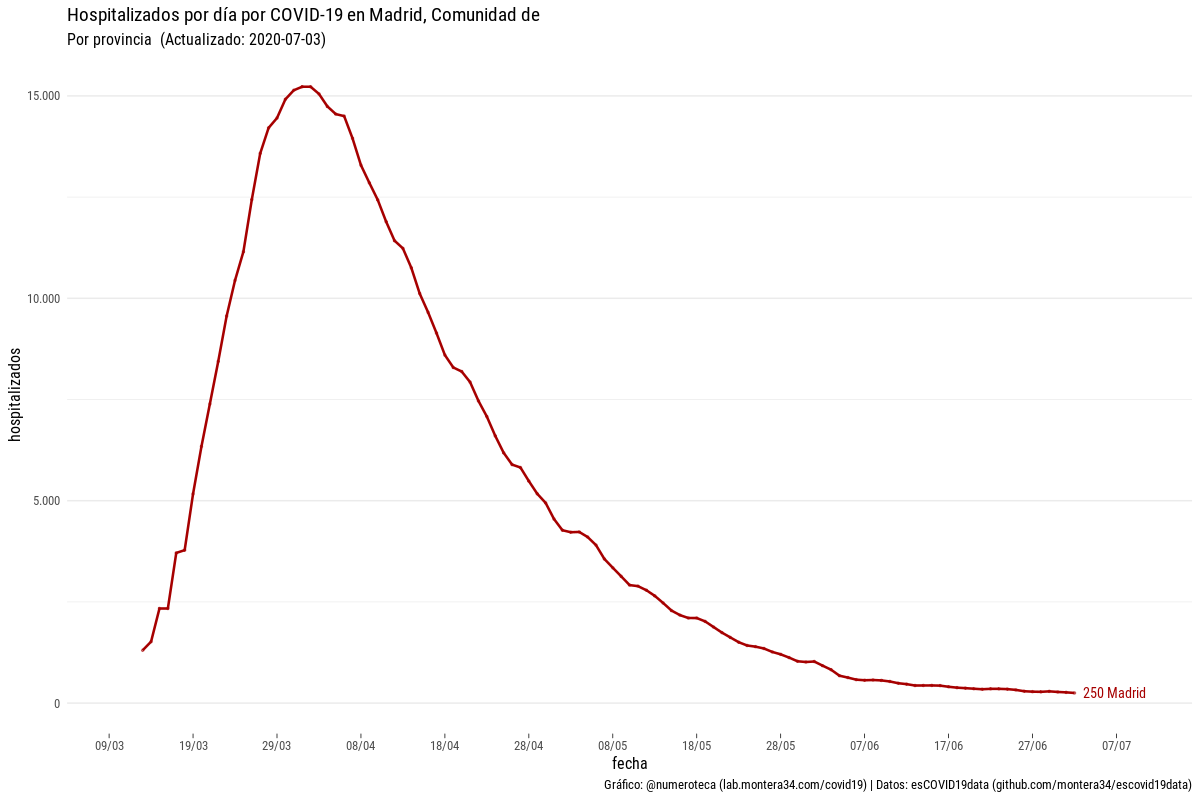 Hospitalizados por día por COVID-19 en Madrid, Comunidad de
Por provincia  (Actualizado: 2020-07-03)
hospitalizados
15.000
10.000
5.000
0
250 Madrid
09/03 19/03 29/03 08/04 18/04 28/04 08/05 18/05 28/05 07/06 17/06 27/06 07/07
fecha
Gráfico: @numeroteca (lab.montera34.com/covid19) | Datos: esCOVID19data (github.com/montera34/escovid19data)